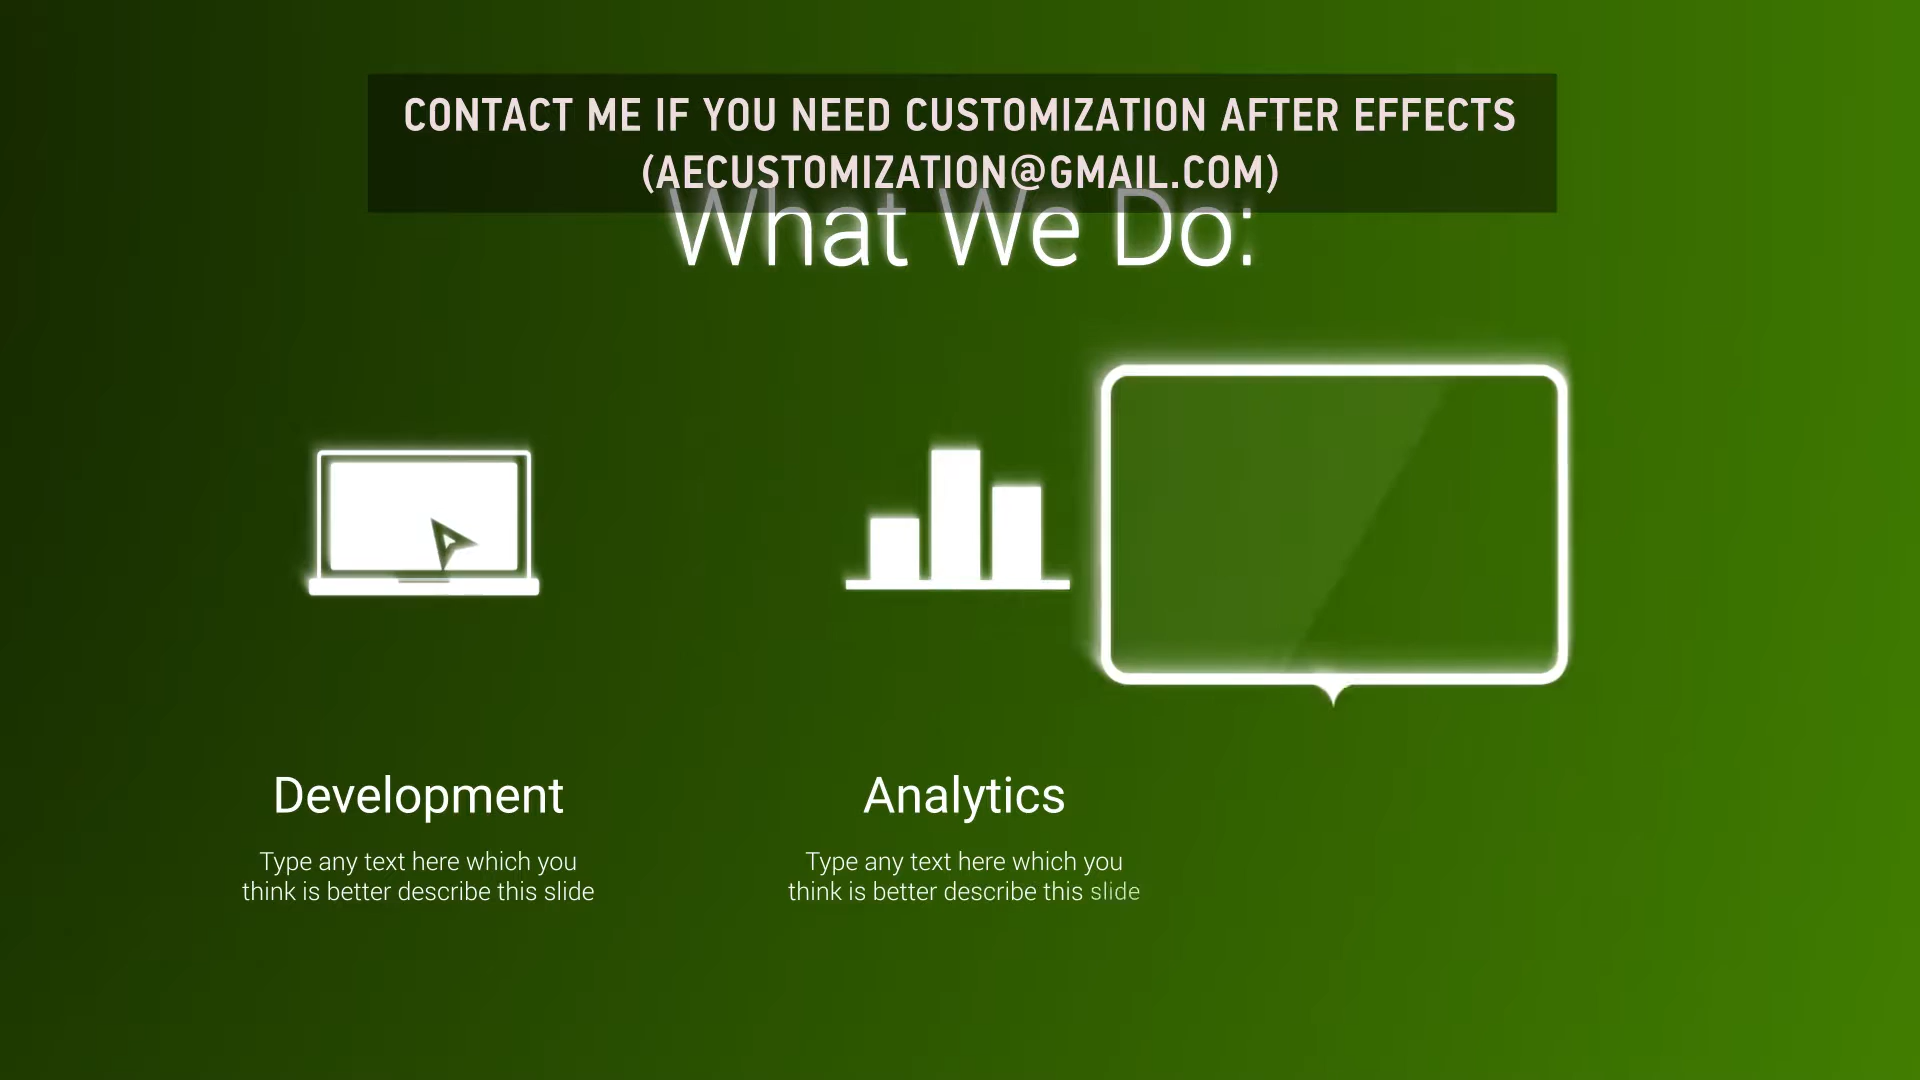 CONTACT ME IF YOU NEED CUSTOMIZATION AFTER EFFECTS
(AECUSTOMIZATION@GMAIL.COM)
What We Do:
Development
Type any text here which you
think is better describe this slide
Analytics
Type any text here which you
think is better describe this slide